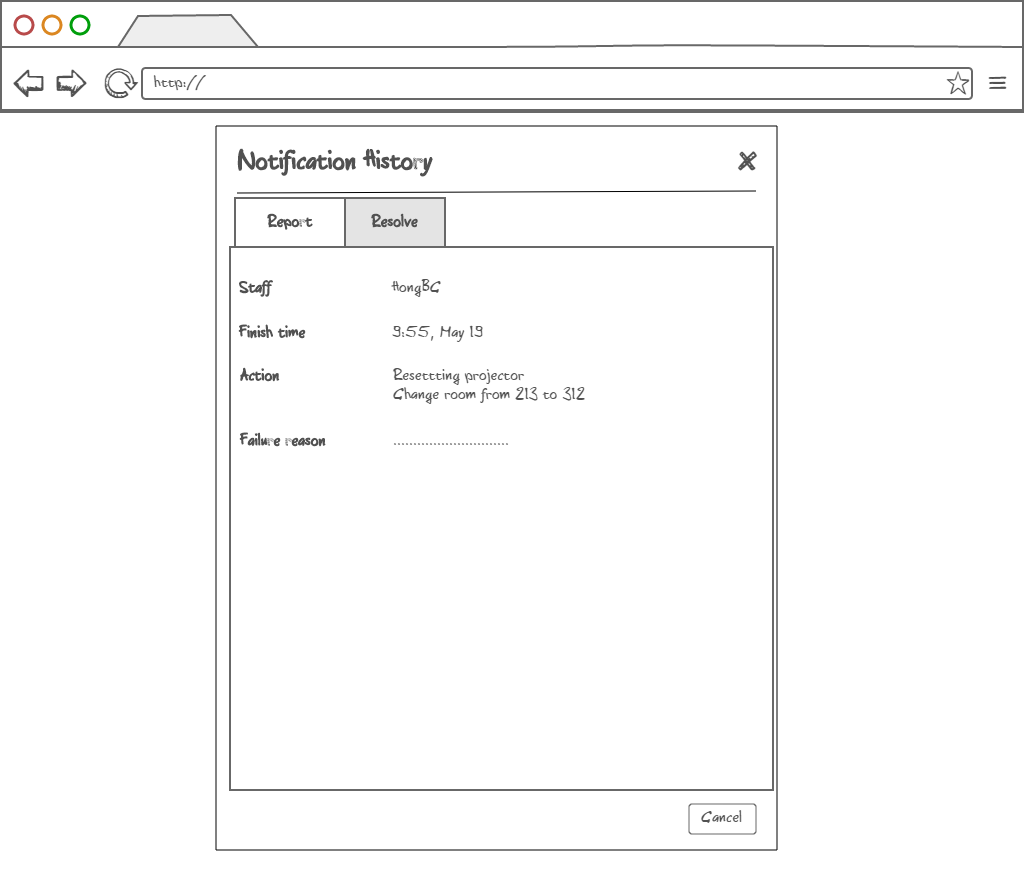 http://
Notification History
Report
Resolve
Staff
HongBC
Finish time
9:55, May 19
Action
Resettting projector
Change room from 213 to 312
Failure reason
.............................
Cancel